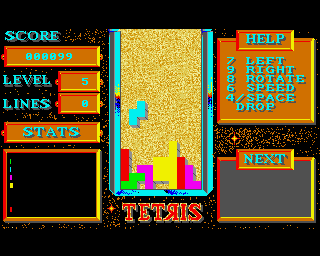 SCORE
000099
LEVEL 5
LINES 0
STATS
HELP
7 LEFT
9 RIGHT
8 ROTATE
6 SPEED
4/SPACE
DROP
NEXT
TETRIS